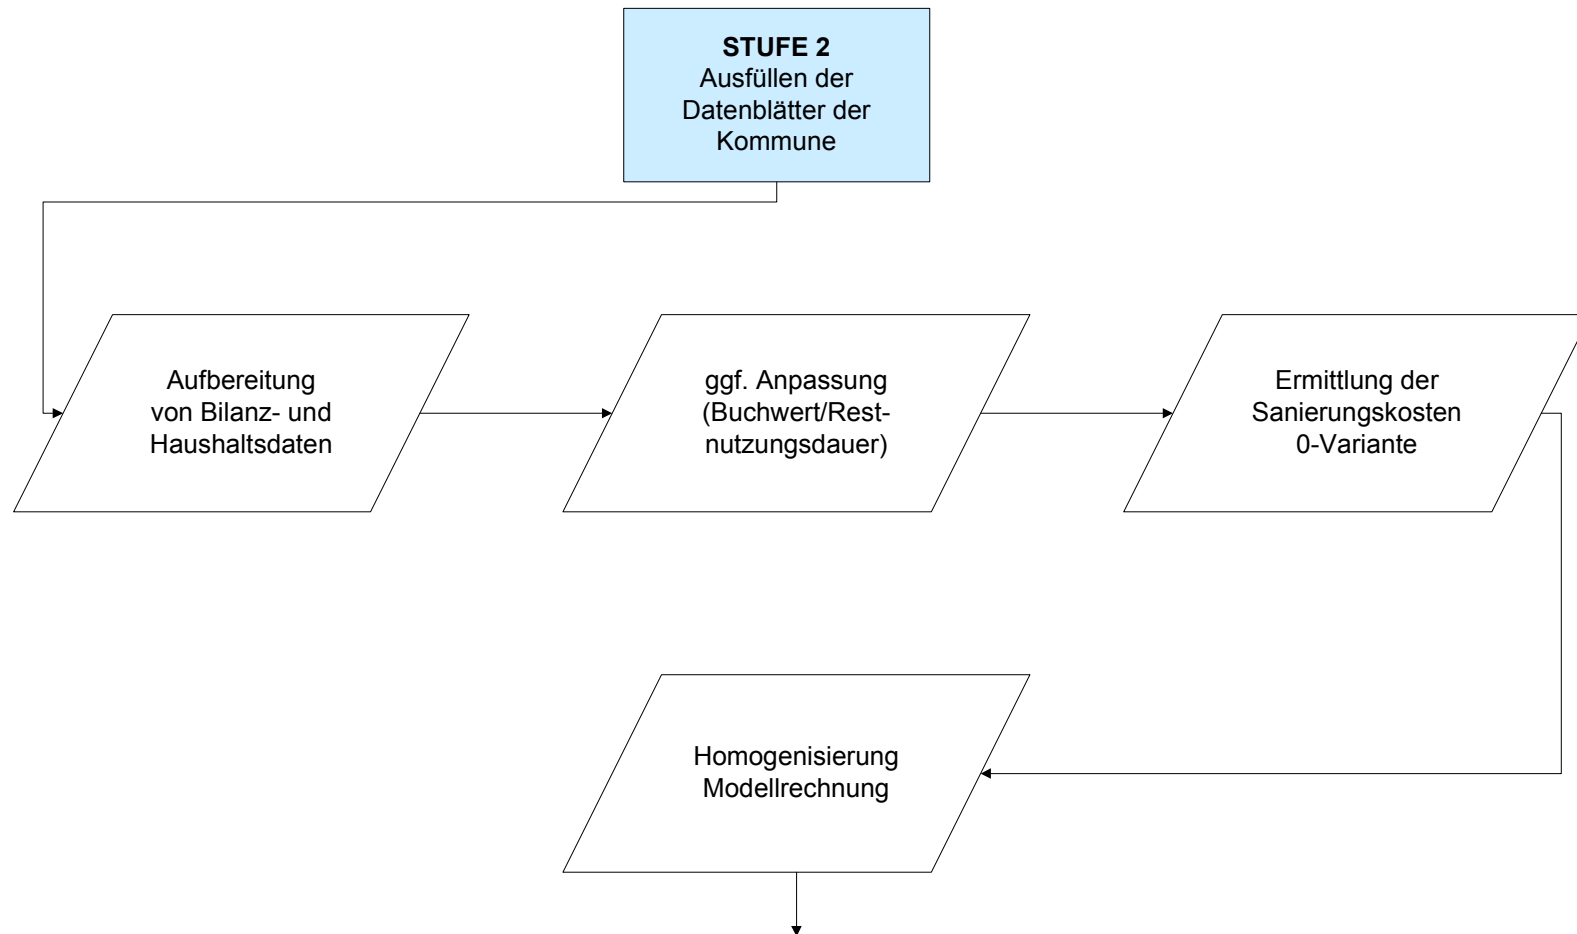 STUFE 2
Ausfüllen der
Datenblätter der
Kommune
Aufbereitung
von Bilanz- und
Haushaltsdaten
ggf. Anpassung
(Buchwert/Rest-
nutzungsdauer)
Ermittlung der
Sanierungskosten
0-Variante
Homogenisierung
Modellrechnung